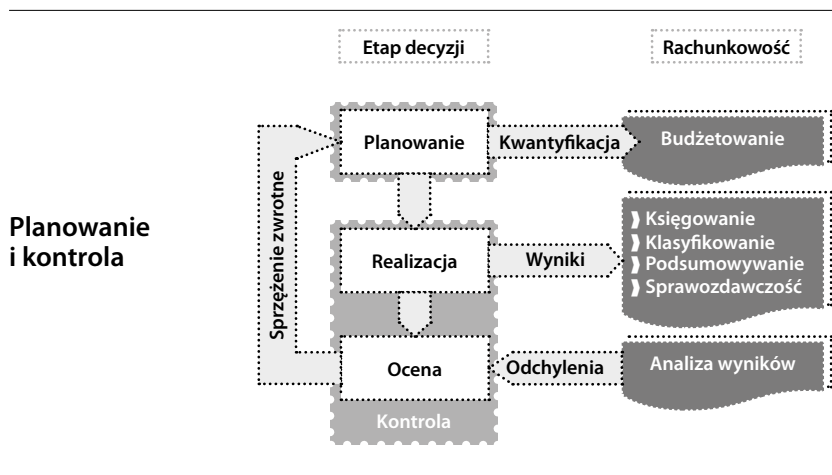 Etap decyzji
Rachunkowość
Planowanie
i kontrola
Planowanie
Kwantyfikacja
Budżetowanie
Sprzężenie zwrotne
Realizacja
Wyniki
❱ Księgowanie
❱ Klasyfikowanie
❱ Podsumowywanie
❱ Sprawozdawczość
Ocena
Odchylenia
Analiza wyników
Kontrola